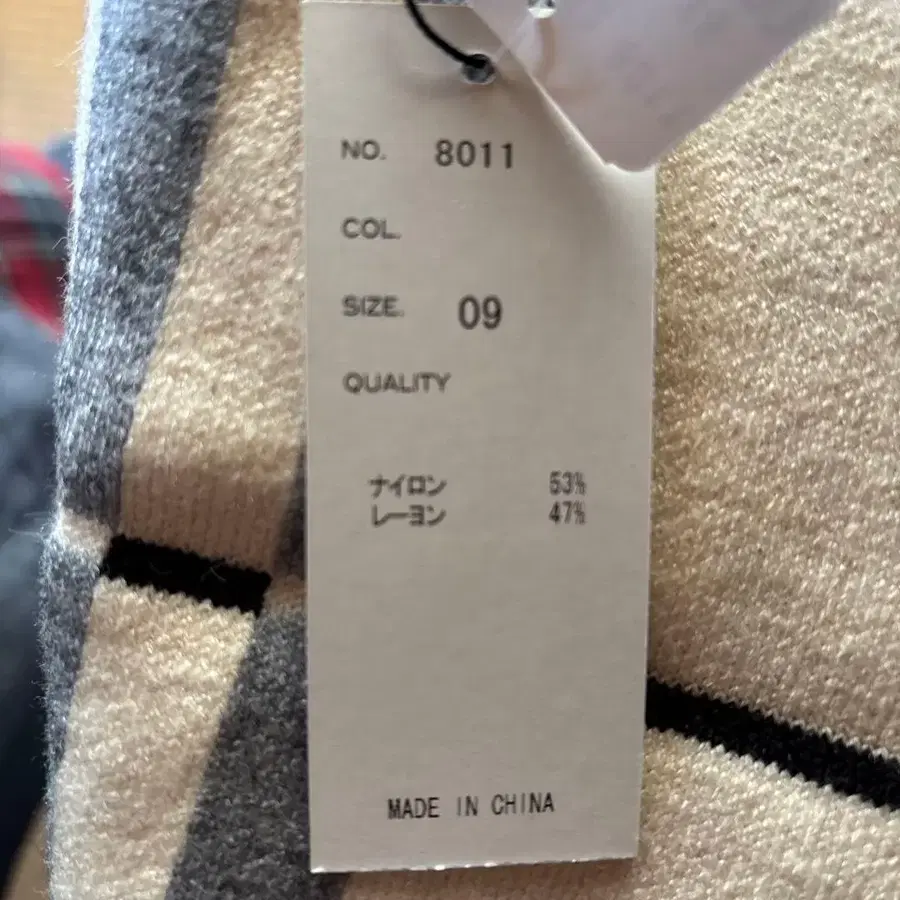 NO. 8011
COL.
SIZE. 09
QUALITY
ナイロン 53%
レーヨン 47%
MADE IN CHINA